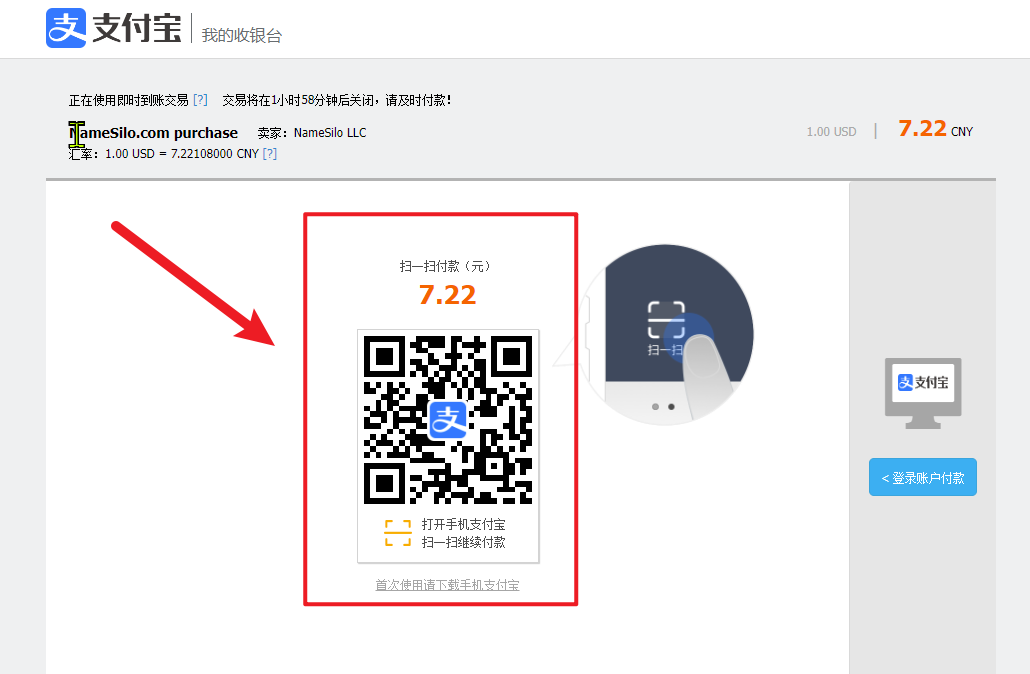 支 支付宝 我的收银台
正在使用即时到账交易 [?] 交易将在1小时58分钟后关闭，请及时付款！
NameSilo.com purchase 卖家：NameSilo LLC
1.00 USD | 7.22 CNY
汇率：1.00 USD = 7.22108000 CNY [?]
扫一扫付款（元）
7.22
支
打开手机支付宝
扫一扫继续付款
首次使用请下载手机支付宝
扫一扫
支 支付宝
< 登录账户付款